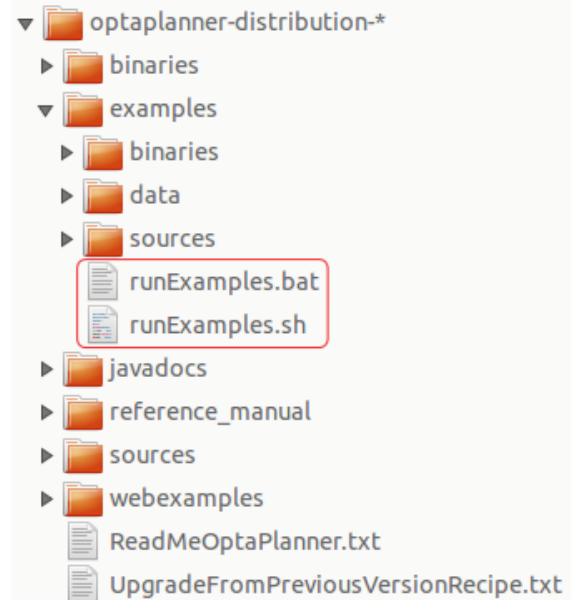 optaplanner-distribution-*
binaries
examples
binaries
data
sources
runExamples.bat
runExamples.sh
javadocs
reference_manual
sources
webexamples
ReadMeOptaPlanner.txt
UpgradeFromPreviousVersionRecipe.txt